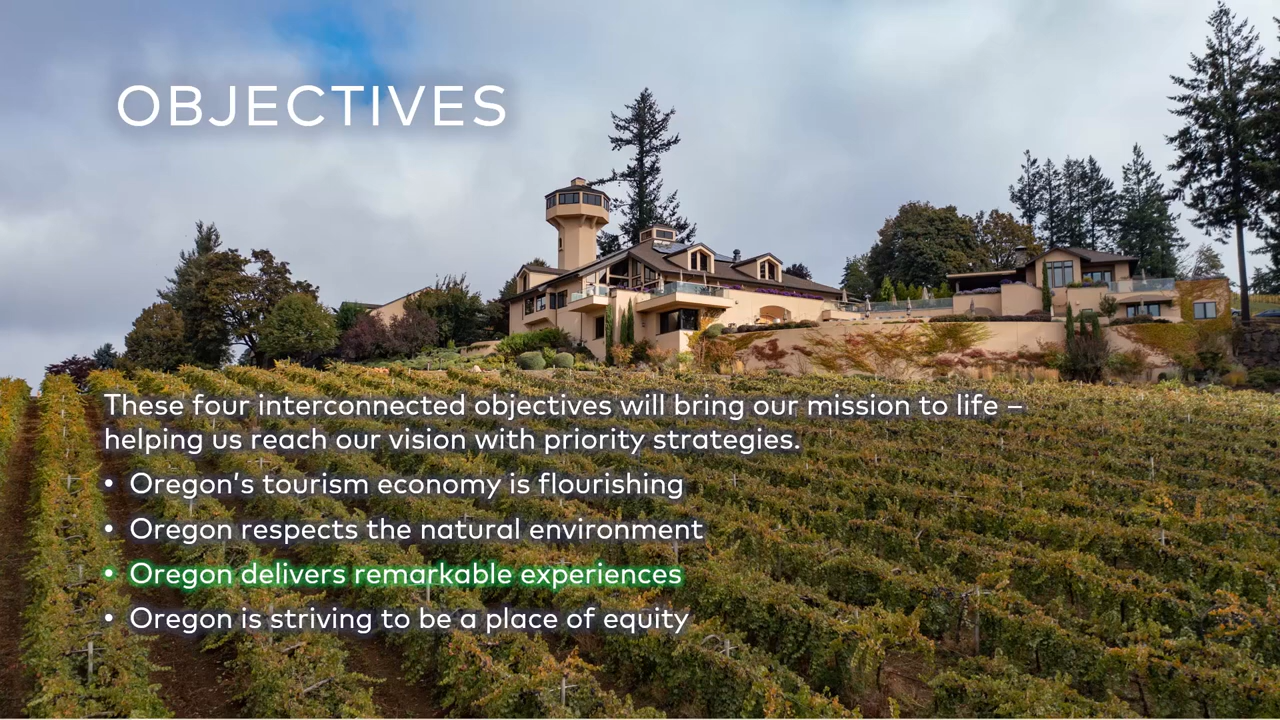 OBJECTIVES
These four interconnected objectives will bring our mission to life –
helping us reach our vision with priority strategies.
• Oregon’s tourism economy is flourishing
• Oregon respects the natural environment
• Oregon delivers remarkable experiences
• Oregon is striving to be a place of equity